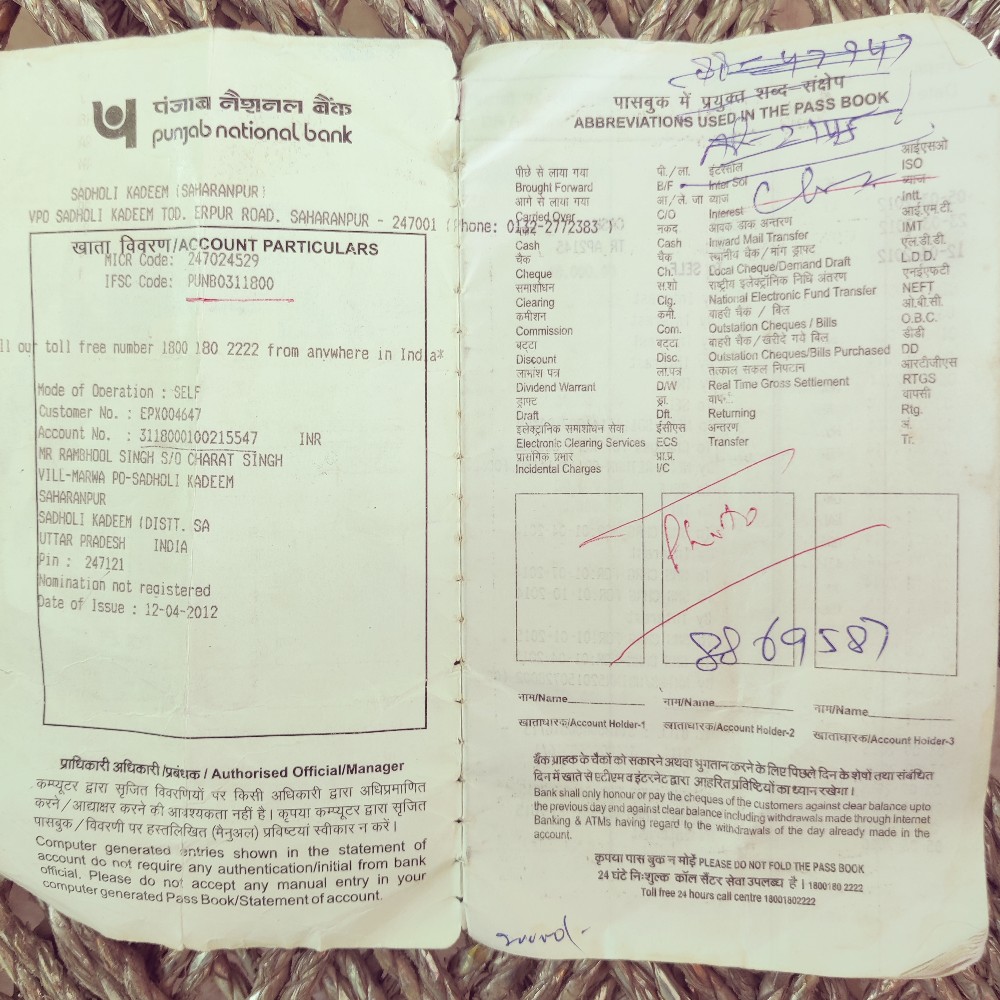 पंजाब नैशनल बैंक
punjab national bank
SADHOLI KADEEM (SAHARANPUR)
VPO SADHOLI KADEEM TOD. ERPUR ROAD. SAHARANPUR - 247001 (Phone: 0132-2772383 )
खाता विवरण/ACCOUNT PARTICULARS
MICR Code: 247024529
IFSC Code: PUNB0311800
ll our toll free number 1800 180 2222 from anywhere in India*
Mode of Operation : SELF
Customer No. : EPX004647
Account No. : 3118000100215547 INR
MR RAMBHOOL SINGH S/O CHARAT SINGH
VILL-MARWA PO-SADHOLI KADEEM
SAHARANPUR
SADHOLI KADEEM (DISTT. SA
UTTAR PRADESH INDIA
Pin : 247121
Nomination not registered
Date of Issue : 12-04-2012
प्राधिकारी अधिकारी/प्रबंधक / Authorised Official/Manager
कम्प्यूटर द्वारा सृजित विवरणियों पर किसी अधिकारी द्वारा अधिप्रमाणित
करने / आद्याक्षर करने की आवश्यकता नहीं है। कृपया कम्प्यूटर द्वारा सृजित
पासबुक / विवरणी पर हस्तलिखित (मैनुअल) प्रविष्टयां स्वीकार न करें।
Computer generated entries shown in the statement of
account do not require any authentication/initial from bank
official. Please do not accept any manual entry in your
computer generated Pass Book/Statement of account.
पासबुक में प्रयुक्त शब्द-संक्षेप
ABBREVIATIONS USED IN THE PASS BOOK
पीछे से लाया गया पी./ला. इंटरसोल आईएसओ
Brought Forward B/F Inter Sol ISO
आगे से लाया गया आ/ ले. जा ब्याज ब्याज
Carried Over C/O Interest Intt.
नकद नकद आवक डाक अन्तरण आई.एम.टी.
Cash Cash Inward Mail Transfer IMT
चैक चैक स्थानीय चैक/मांग ड्राफ्ट एल.डी.डी.
Cheque Ch. Local Cheque/Demand Draft L.D.D.
समाशोधन स.शो राष्ट्रीय इलेक्ट्रॉनिक निधि अंतरण एनईएफटी
Clearing Clg. National Electronic Fund Transfer NEFT
कमीशन कमी. बाहरी चैक / बिल ओ.बी.सी.
Commission Com. Outstation Cheques / Bills O.B.C.
बट्टा बट्टा बाहरी चैक/खरीदे गये बिल डीडी
Discount Disc. Outstation Cheques/Bills Purchased DD
लाभांश पत्र ला.पत्र तत्काल सकल निपटान आरटीजीएस
Dividend Warrant D/W Real Time Gross Settlement RTGS
ड्राफ्ट ड्रा. वापसी
Draft Dft. Returning Rtg.
इलेक्ट्रानिक समाशोधन सेवा ईसीएस अन्तरण अं.
Electronic Clearing Services ECS Transfer Tr.
प्रासंगिक प्रभार प्रा.प्र.
Incidental Charges I/C
Photo
8869587
नाम/Name नाम/Name नाम/Name
खाताधारक/Account Holder-1 खाताधारक/Account Holder-2 खाताधारक/Account Holder-3
बैंक ग्राहक के चैकों को सकारने अथवा भुगतान करने के लिए पिछले दिन के शेषों तथा संबंधित
दिन में खाते से एटीएम व इंटरनेट द्वारा आहरित प्रविष्टियों का ध्यान रखेगा।
Bank shall only honour or pay the cheques of the customers against clear balance upto
the previous day and against clear balance including withdrawals made through internet
Banking & ATMs having regard to the withdrawals of the day already made in the
account.
कृपया पास बुक न मोड़ें PLEASE DO NOT FOLD THE PASS BOOK
24 घंटे निःशुल्क कॉल सैंटर सेवा उपलब्ध है। 1800180 2222
Toll free 24 hours call centre 18001802222